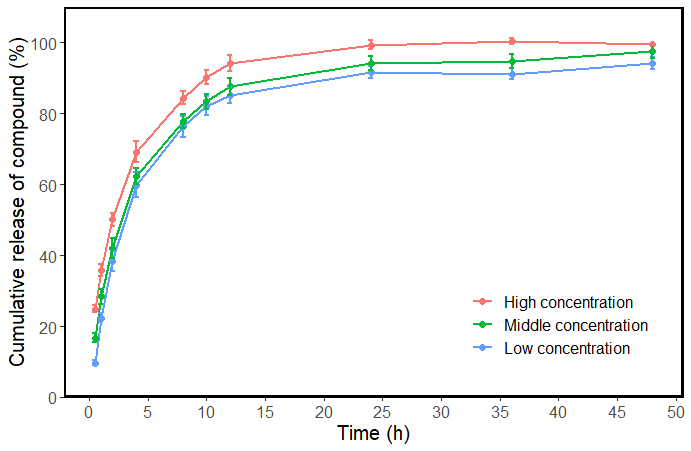 Cumulative release of compound (%)
100
80
60
40
20
0
High concentration
Middle concentration
Low concentration
0 5 10 15 20 25 30 35 40 45 50
Time (h)